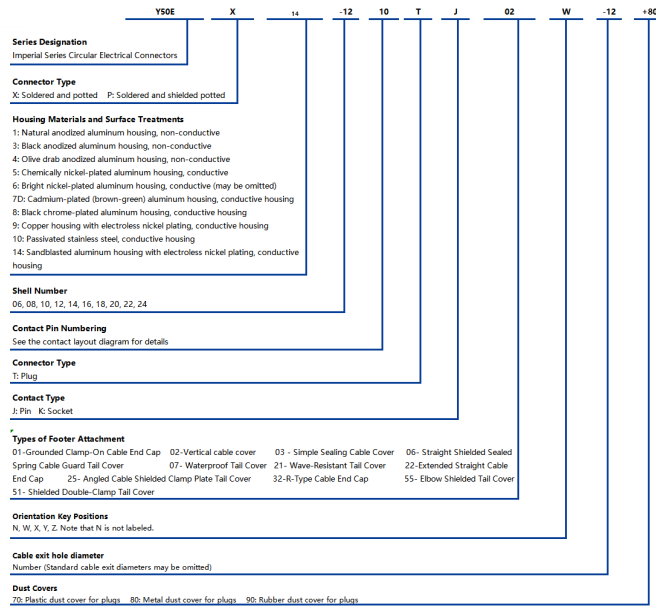 Y50E X 14 -12 10 T J 02 W -12 +80
Series Designation
Imperial Series Circular Electrical Connectors
Connector Type
X: Soldered and potted P: Soldered and shielded potted
Housing Materials and Surface Treatments
1: Natural anodized aluminum housing, non-conductive
3: Black anodized aluminum housing, non-conductive
4: Olive drab anodized aluminum housing, non-conductive
5: Chemically nickel-plated aluminum housing, conductive
6: Bright nickel-plated aluminum housing, conductive (may be omitted)
7D: Cadmium-plated (brown-green) aluminum housing, conductive housing
8: Black chrome-plated aluminum housing, conductive housing
9: Copper housing with electroless nickel plating, conductive housing
10: Passivated stainless steel, conductive housing
14: Sandblasted aluminum housing with electroless nickel plating, conductive
housing
Shell Number
06, 08, 10, 12, 14, 16, 18, 20, 22, 24
Contact Pin Numbering
See the contact layout diagram for details
Connector Type
T: Plug
Contact Type
J: Pin K: Socket
Types of Footer Attachment
01-Grounded Clamp-On Cable End Cap 02-Vertical cable cover 03 - Simple Sealing Cable Cover 06- Straight Shielded Sealed
Spring Cable Guard Tail Cover 07- Waterproof Tail Cover 21- Wave-Resistant Tail Cover 22-Extended Straight Cable
End Cap 25- Angled Cable Shielded Clamp Plate Tail Cover 32-R-Type Cable End Cap 55- Elbow Shielded Tail Cover
51- Shielded Double-Clamp Tail Cover
Orientation Key Positions
N, W, X, Y, Z. Note that N is not labeled.
Cable exit hole diameter
Number (Standard cable exit diameters may be omitted)
Dust Covers
70: Plastic dust cover for plugs 80: Metal dust cover for plugs 90: Rubber dust cover for plugs